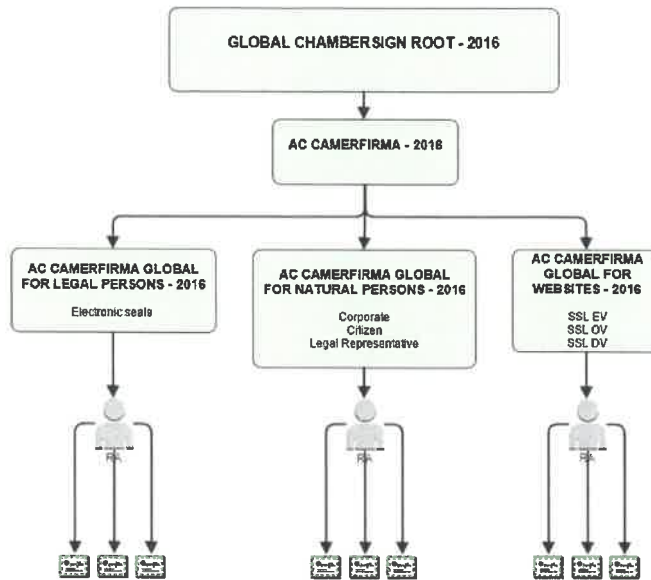 GLOBAL CHAMBERSIGN ROOT - 2016
AC CAMERFIRMA - 2016
AC CAMERFIRMA GLOBAL
FOR LEGAL PERSONS - 2016
Electronic seals
AC CAMERFIRMA GLOBAL
FOR NATURAL PERSONS - 2016
Corporate
Citizen
Legal Representative
AC CAMERFIRMA
GLOBAL FOR
WEBSITES - 2016
SSL EV
SSL OV
SSL DV
RA
RA
RA